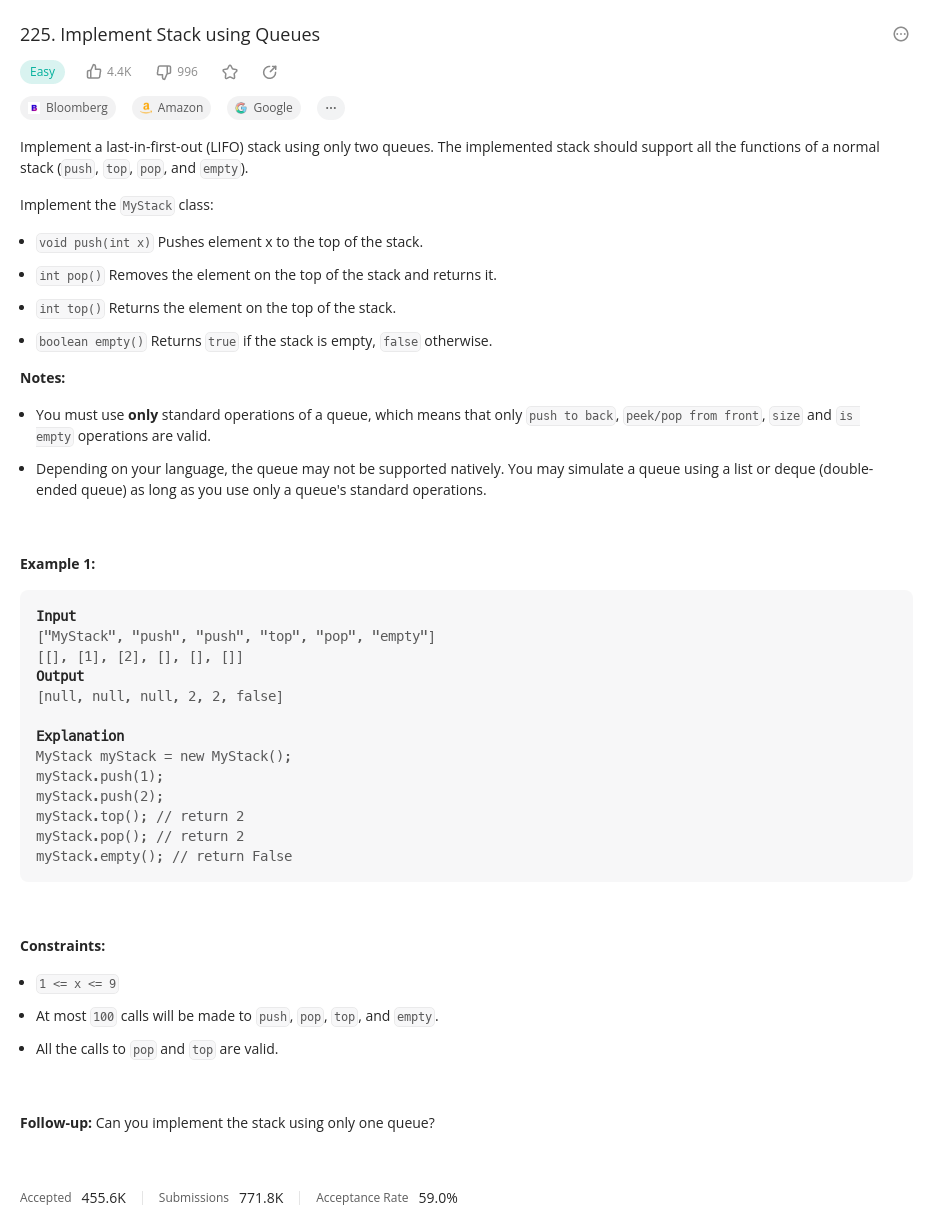 225. Implement Stack using Queues
Easy 4.4K 996
Bloomberg Amazon Google ...
Implement a last-in-first-out (LIFO) stack using only two queues. The implemented stack should support all the functions of a normal
stack (push, top, pop, and empty).
Implement the MyStack class:
• void push(int x) Pushes element x to the top of the stack.
• int pop() Removes the element on the top of the stack and returns it.
• int top() Returns the element on the top of the stack.
• boolean empty() Returns true if the stack is empty, false otherwise.
Notes:
• You must use only standard operations of a queue, which means that only push to back, peek/pop from front, size and is
empty operations are valid.
• Depending on your language, the queue may not be supported natively. You may simulate a queue using a list or deque (double-
ended queue) as long as you use only a queue's standard operations.
Example 1:
Input
["MyStack", "push", "push", "top", "pop", "empty"]
[[], [1], [2], [], [], []]
Output
[null, null, null, 2, 2, false]
Explanation
MyStack myStack = new MyStack();
myStack.push(1);
myStack.push(2);
myStack.top(); // return 2
myStack.pop(); // return 2
myStack.empty(); // return False
Constraints:
• 1 <= x <= 9
• At most 100 calls will be made to push, pop, top, and empty.
• All the calls to pop and top are valid.
Follow-up: Can you implement the stack using only one queue?
Accepted 455.6K Submissions 771.8K Acceptance Rate 59.0%